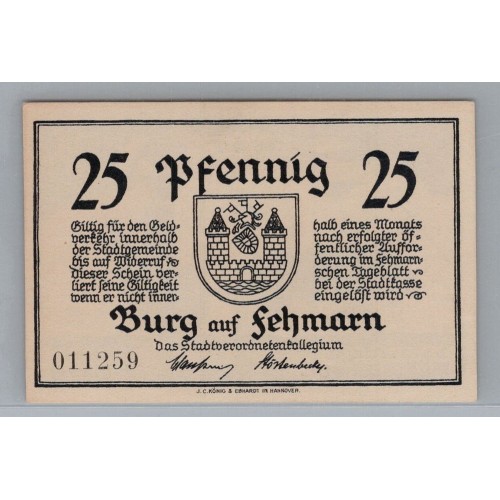 25 Pfennig 25
Giltig für den Geld-
verkehr innerhalb
der Stadtgemeinde
bis auf Widerruf
dieser Schein ver-
liert seine Giltigkeit
wenn er nicht inner-
halb eines Monats
nach erfolgter öf-
fentlicher Auffor-
derung im Fehmarn-
schen Tageblatt
bei der Stadtkasse
eingelöst wird
Burg auf Fehmarn
Das Stadtverordnetenkollegium
011259
J. C. KÖNIG & EBHARDT IN HANNOVER.